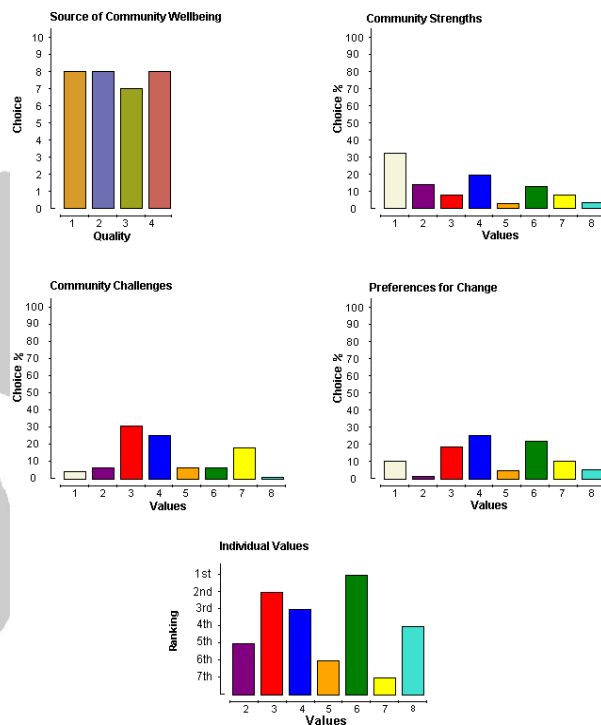 Source of Community Wellbeing
10
9
8
7
6
5
4
3
2
1
0
Choice
1 2 3 4
Quality
Community Strengths
100
90
80
70
60
50
40
30
20
10
0
Choice %
1 2 3 4 5 6 7 8
Values
Community Challenges
100
90
80
70
60
50
40
30
20
10
0
Choice %
1 2 3 4 5 6 7 8
Values
Preferences for Change
100
90
80
70
60
50
40
30
20
10
0
Choice %
1 2 3 4 5 6 7 8
Values
Individual Values
1st
2nd
3rd
4th
5th
6th
7th
Ranking
2 3 4 5 6 7 8
Values